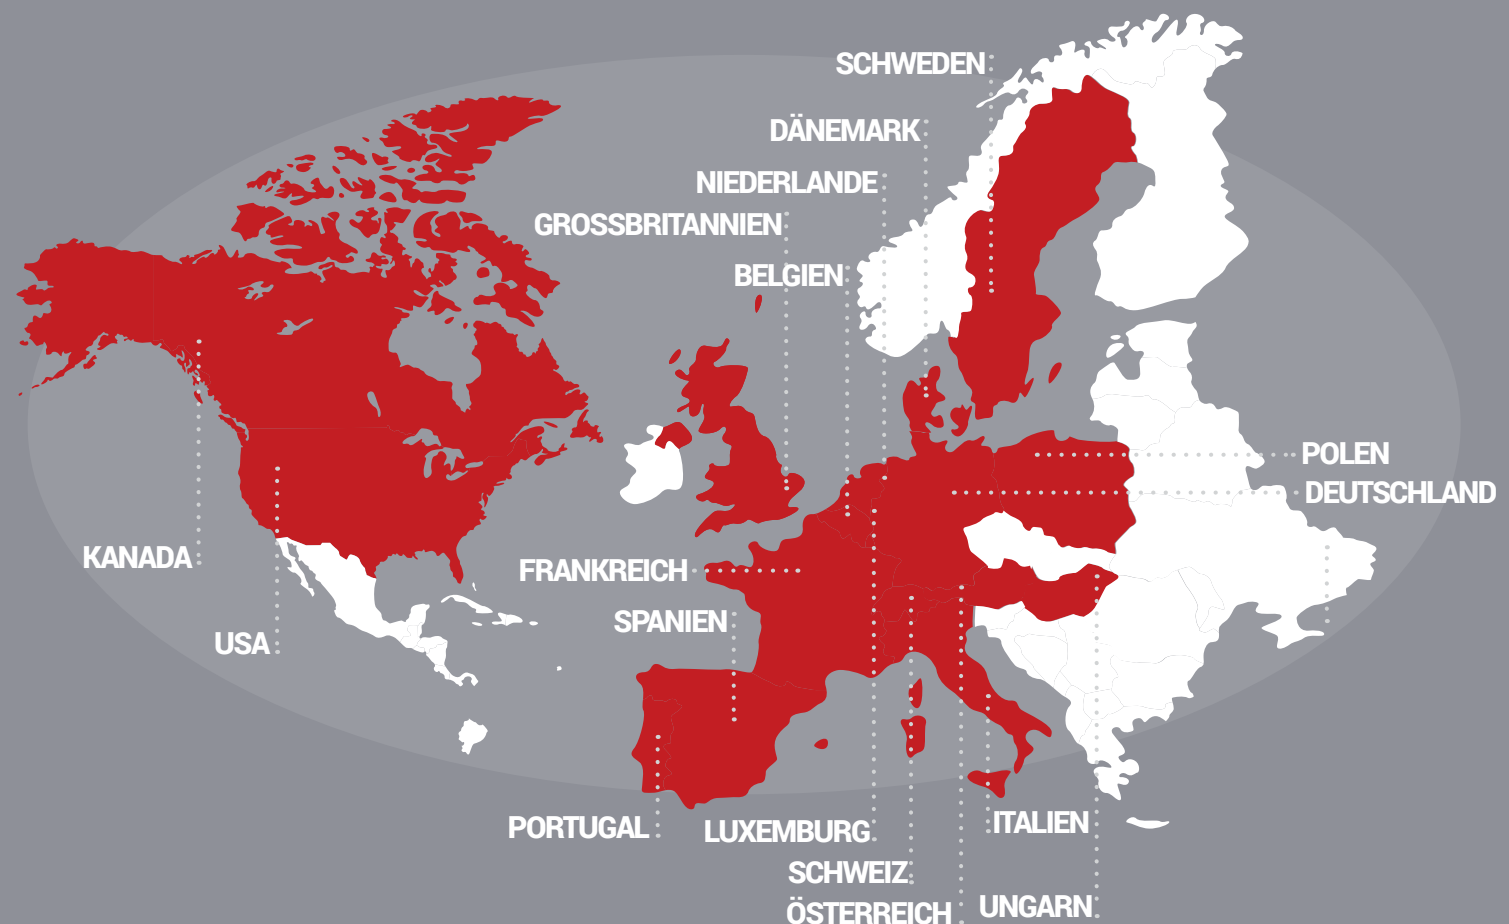 SCHWEDEN
DÄNEMARK
NIEDERLANDE
GROSSBRITANNIEN
BELGIEN
POLEN
DEUTSCHLAND
KANADA
FRANKREICH
SPANIEN
USA
PORTUGAL
LUXEMBURG
ITALIEN
SCHWEIZ
ÖSTERREICH
UNGARN